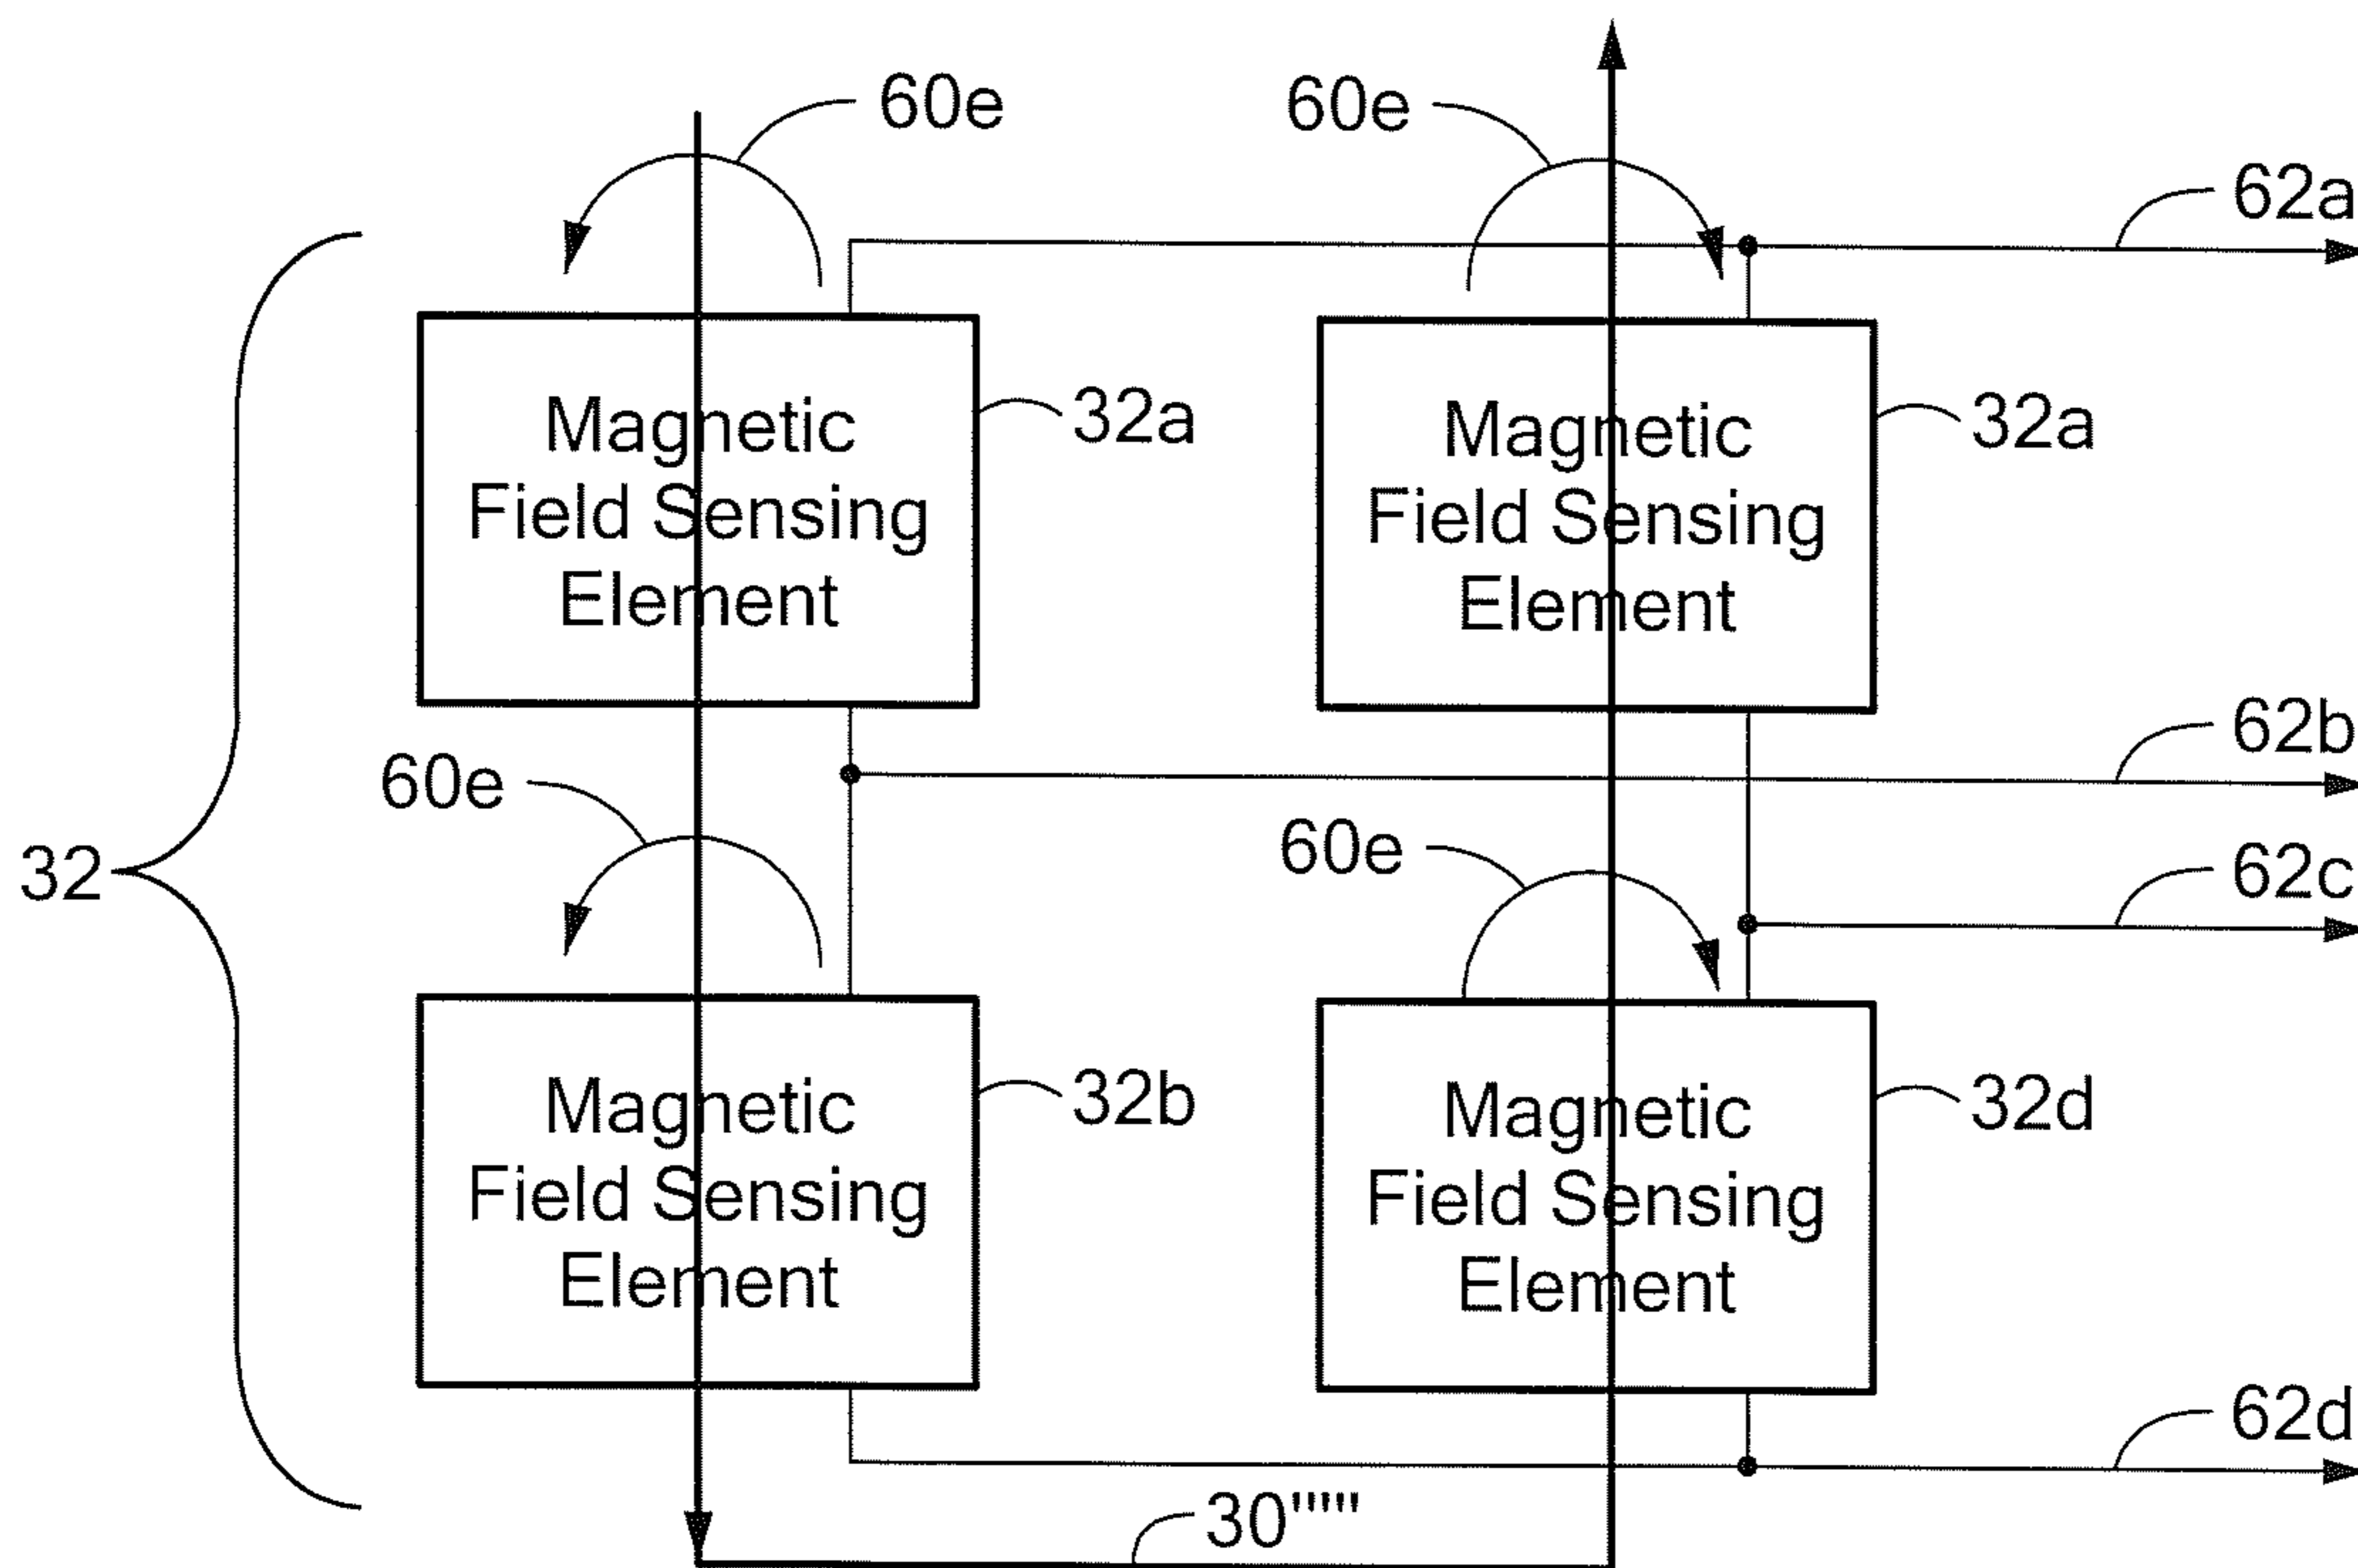 60e
60e
62a
Magnetic
Field Sensing
Element
32a
Magnetic
Field Sensing
Element
32a
62b
60e
60e
32
62c
Magnetic
Field Sensing
Element
32b
Magnetic
Field Sensing
Element
32d
62d
30"""